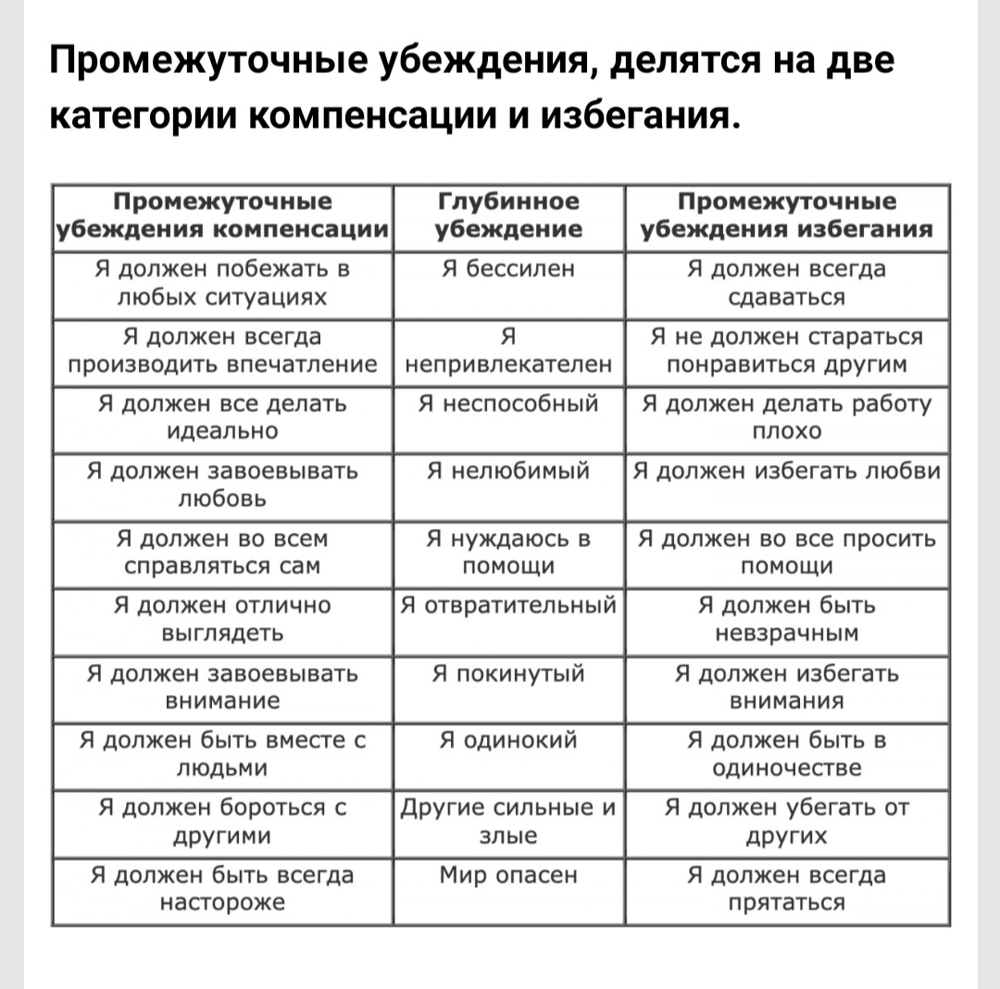 Промежуточные убеждения, делятся на две
категории компенсации и избегания.
Промежуточные
убеждения компенсации
Глубинное
убеждение
Промежуточные
убеждения избегания
Я должен побежать в
любых ситуациях
Я бессилен
Я должен всегда
сдаваться
Я должен всегда
производить впечатление
Я
непривлекателен
Я не должен стараться
понравиться другим
Я должен все делать
идеально
Я неспособный
Я должен делать работу
плохо
Я должен завоевывать
любовь
Я нелюбимый
Я должен избегать любви
Я должен во всем
справляться сам
Я нуждаюсь в
помощи
Я должен во все просить
помощи
Я должен отлично
выглядеть
Я отвратительный
Я должен быть
невзрачным
Я должен завоевывать
внимание
Я покинутый
Я должен избегать
внимания
Я должен быть вместе с
людьми
Я одинокий
Я должен быть в
одиночестве
Я должен бороться с
другими
Другие сильные и
злые
Я должен убегать от
других
Я должен быть всегда
настороже
Мир опасен
Я должен всегда
прятаться